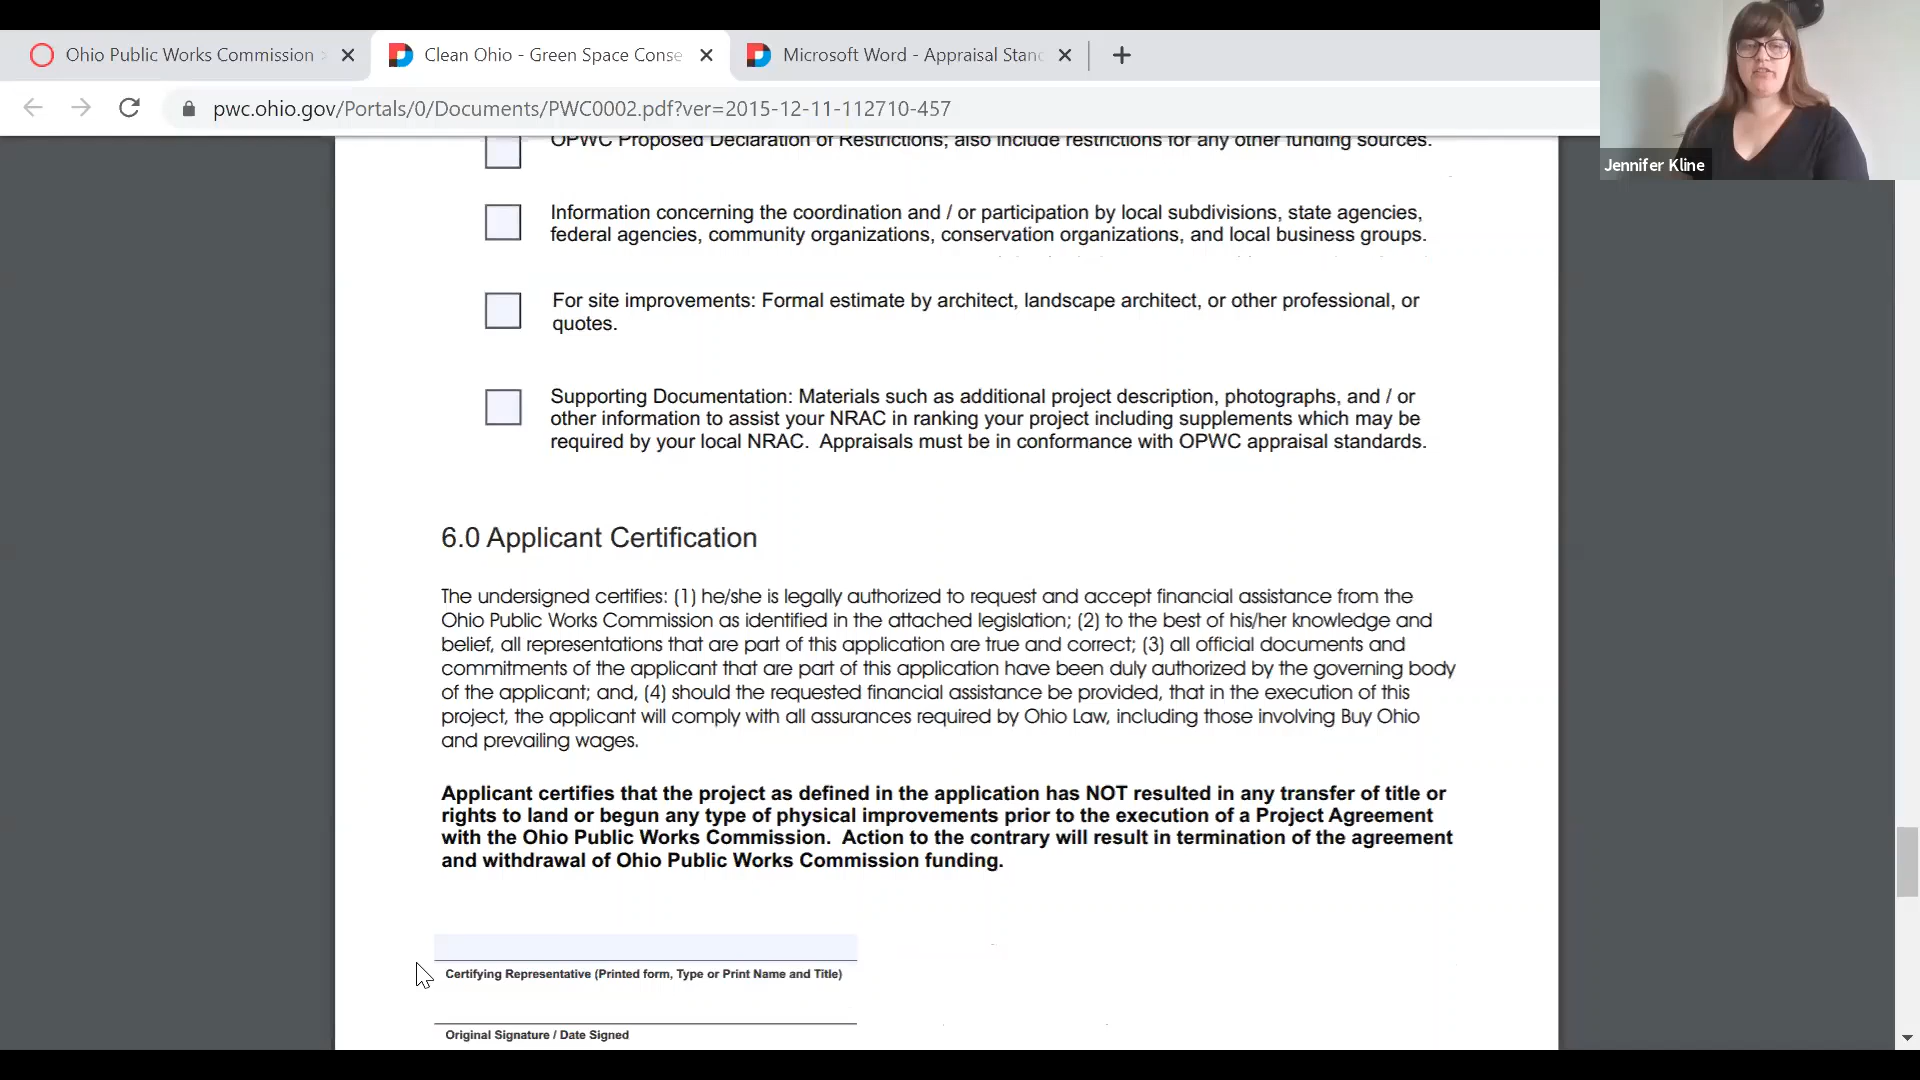 Ohio Public Works Commission
Clean Ohio - Green Space Conse
Microsoft Word - Appraisal Stand
pwc.ohio.gov/Portals/0/Documents/PWC0002.pdf?ver=2015-12-11-112710-457
Jennifer Kline
OPWC Proposed Declaration of Restrictions; also include restrictions for any other funding sources.
Information concerning the coordination and / or participation by local subdivisions, state agencies,
federal agencies, community organizations, conservation organizations, and local business groups.
For site improvements: Formal estimate by architect, landscape architect, or other professional, or
quotes.
Supporting Documentation: Materials such as additional project description, photographs, and / or
other information to assist your NRAC in ranking your project including supplements which may be
required by your local NRAC. Appraisals must be in conformance with OPWC appraisal standards.
6.0 Applicant Certification
The undersigned certifies: (1) he/she is legally authorized to request and accept financial assistance from the
Ohio Public Works Commission as identified in the attached legislation; (2) to the best of his/her knowledge and
belief, all representations that are part of this application are true and correct; (3) all official documents and
commitments of the applicant that are part of this application have been duly authorized by the governing body
of the applicant; and, (4) should the requested financial assistance be provided, that in the execution of this
project, the applicant will comply with all assurances required by Ohio Law, including those involving Buy Ohio
and prevailing wages.
Applicant certifies that the project as defined in the application has NOT resulted in any transfer of title or
rights to land or begun any type of physical improvements prior to the execution of a Project Agreement
with the Ohio Public Works Commission. Action to the contrary will result in termination of the agreement
and withdrawal of Ohio Public Works Commission funding.
Certifying Representative (Printed form, Type or Print Name and Title)
Original Signature / Date Signed